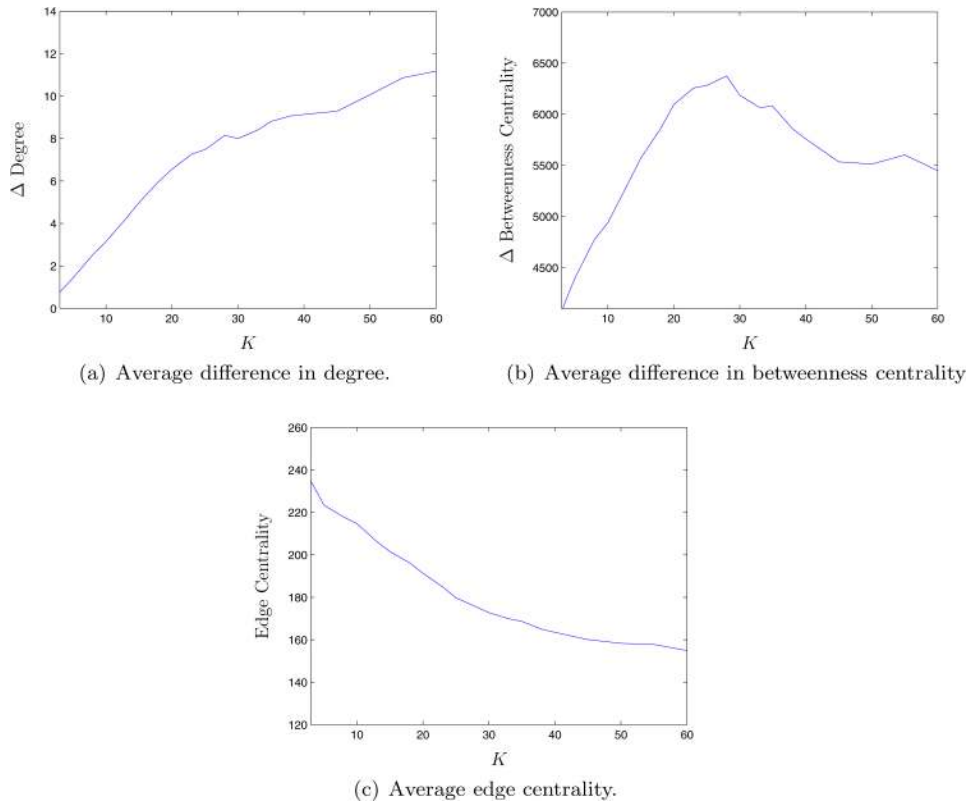 14
12
10
8
6
4
2
0
Δ Degree
10 20 30 40 50 60
K
(a) Average difference in degree.
7000
6500
6000
5500
5000
4500
Δ Betweenness Centrality
10 20 30 40 50 60
K
(b) Average difference in betweenness centrality
260
240
220
200
180
160
140
120
Edge Centrality
10 20 30 40 50 60
K
(c) Average edge centrality.